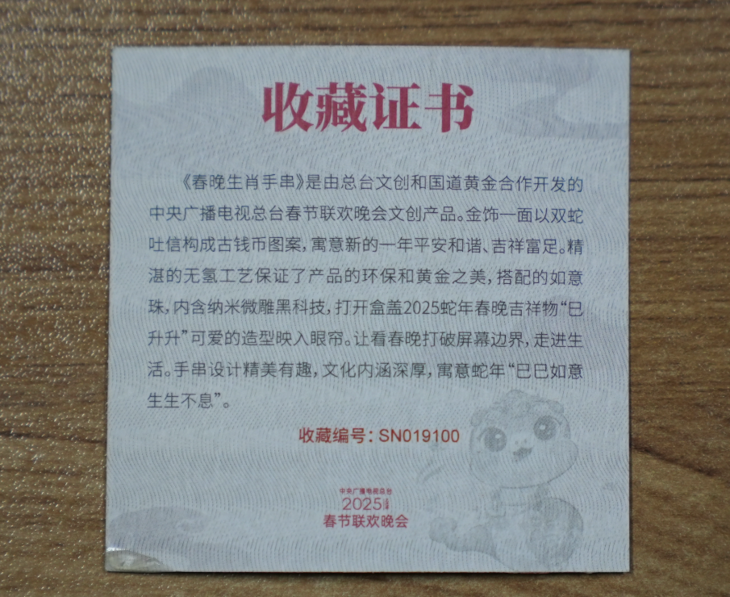 收藏证书
《春晚生肖手串》是由总台文创和国道黄金合作开发的
中央广播电视总台春节联欢晚会文创产品。金饰一面以双蛇
吐信构成古钱币图案，寓意新的一年平安和谐、吉祥富足。精
湛的无氢工艺保证了产品的环保和黄金之美，搭配的如意
珠，内含纳米微雕黑科技，打开盒盖2025蛇年春晚吉祥物“巳
升升”可爱的造型映入眼帘。让看春晚打破屏幕边界，走进生
活。手串设计精美有趣，文化内涵深厚，寓意蛇年“巳巳如意
生生不息”。
收藏编号：SN019100
中央广播电视总台
2025
春节联欢晚会